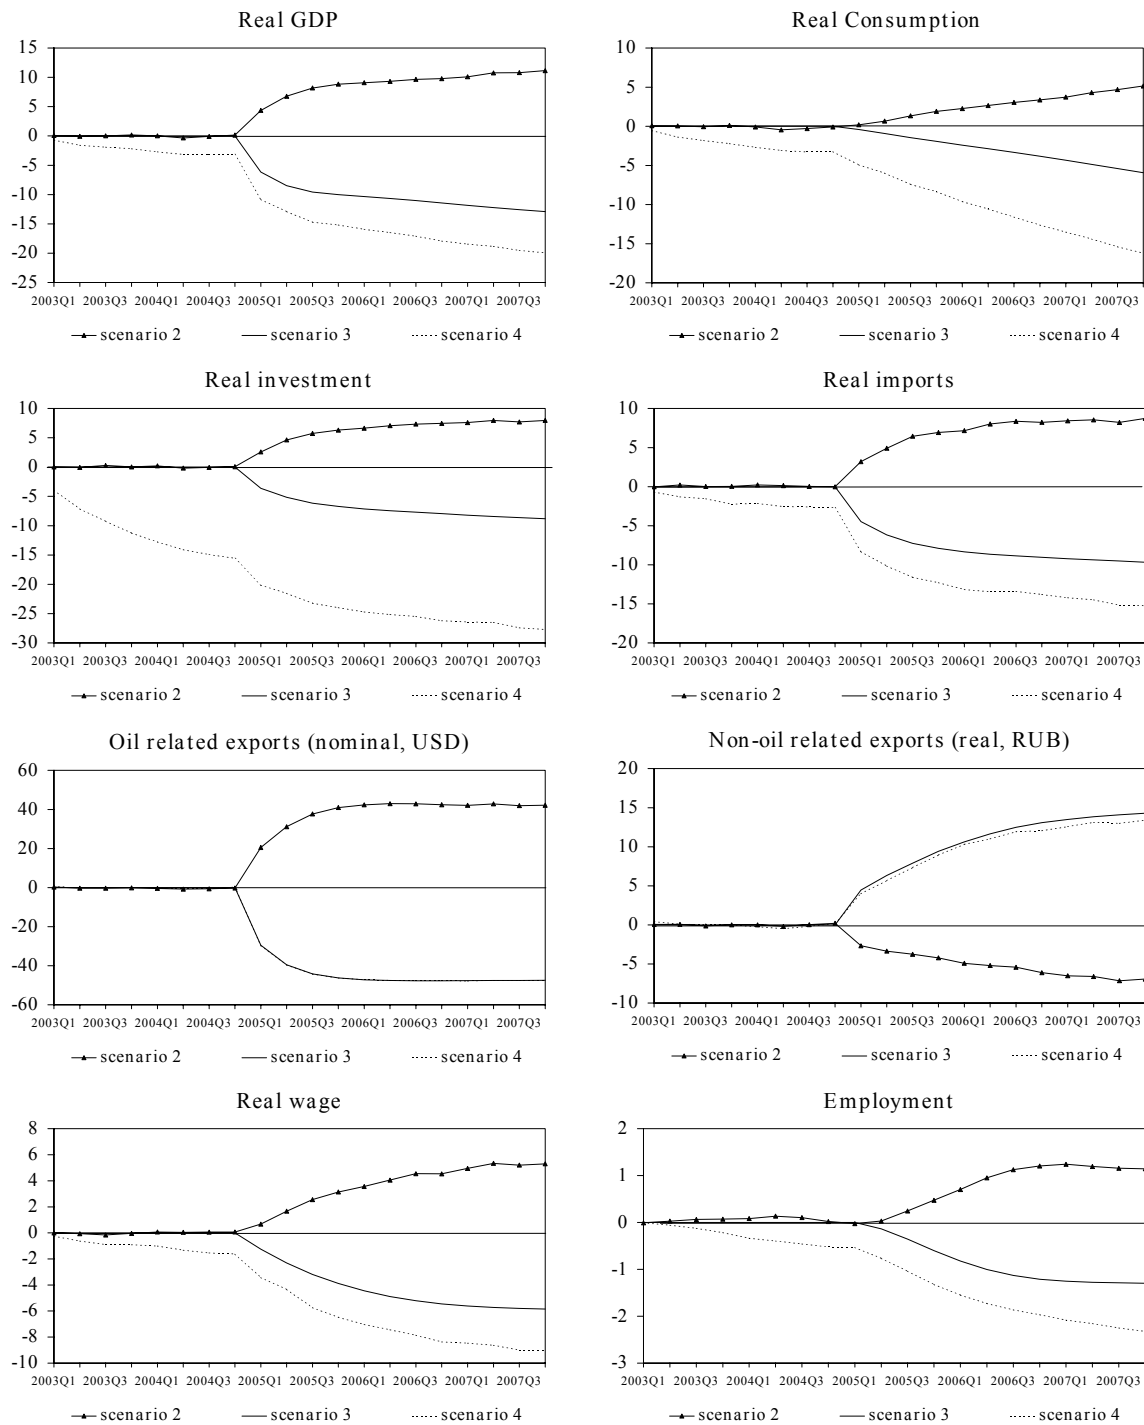 Real GDP
15
10
5
0
-5
-10
-15
-20
-25
2003Q1 2003Q3 2004Q1 2004Q3 2005Q1 2005Q3 2006Q1 2006Q3 2007Q1 2007Q3
scenario 2 scenario 3 scenario 4
Real Consumption
10
5
0
-5
-10
-15
-20
2003Q1 2003Q3 2004Q1 2004Q3 2005Q1 2005Q3 2006Q1 2006Q3 2007Q1 2007Q3
scenario 2 scenario 3 scenario 4
Real investment
10
5
0
-5
-10
-15
-20
-25
-30
2003Q1 2003Q3 2004Q1 2004Q3 2005Q1 2005Q3 2006Q1 2006Q3 2007Q1 2007Q3
scenario 2 scenario 3 scenario 4
Real imports
10
5
0
-5
-10
-15
-20
2003Q1 2003Q3 2004Q1 2004Q3 2005Q1 2005Q3 2006Q1 2006Q3 2007Q1 2007Q3
scenario 2 scenario 3 scenario 4
Oil related exports (nominal, USD)
60
40
20
0
-20
-40
-60
2003Q1 2003Q3 2004Q1 2004Q3 2005Q1 2005Q3 2006Q1 2006Q3 2007Q1 2007Q3
scenario 2 scenario 3 scenario 4
Non-oil related exports (real, RUB)
20
15
10
5
0
-5
-10
2003Q1 2003Q3 2004Q1 2004Q3 2005Q1 2005Q3 2006Q1 2006Q3 2007Q1 2007Q3
scenario 2 scenario 3 scenario 4
Real wage
8
6
4
2
0
-2
-4
-6
-8
-10
2003Q1 2003Q3 2004Q1 2004Q3 2005Q1 2005Q3 2006Q1 2006Q3 2007Q1 2007Q3
scenario 2 scenario 3 scenario 4
Employment
2
1
0
-1
-2
-3
2003Q1 2003Q3 2004Q1 2004Q3 2005Q1 2005Q3 2006Q1 2006Q3 2007Q1 2007Q3
scenario 2 scenario 3 scenario 4